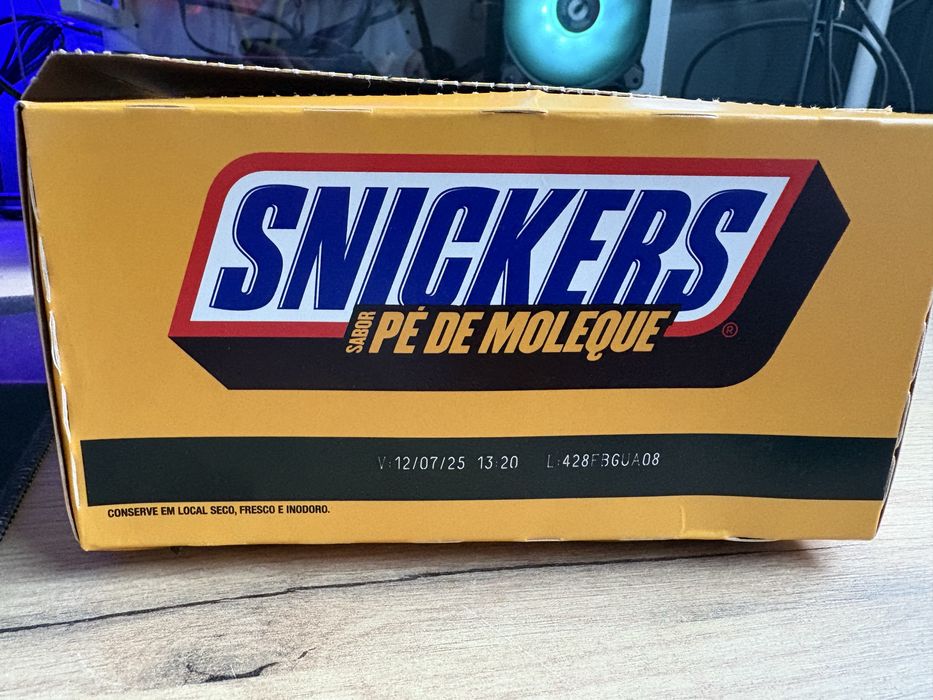 SNICKERS
SABOR
PÉ DE MOLEQUE
®
V:12/07/25 13:20 L:428FBGUA08
CONSERVE EM LOCAL SECO, FRESCO E INODORO.